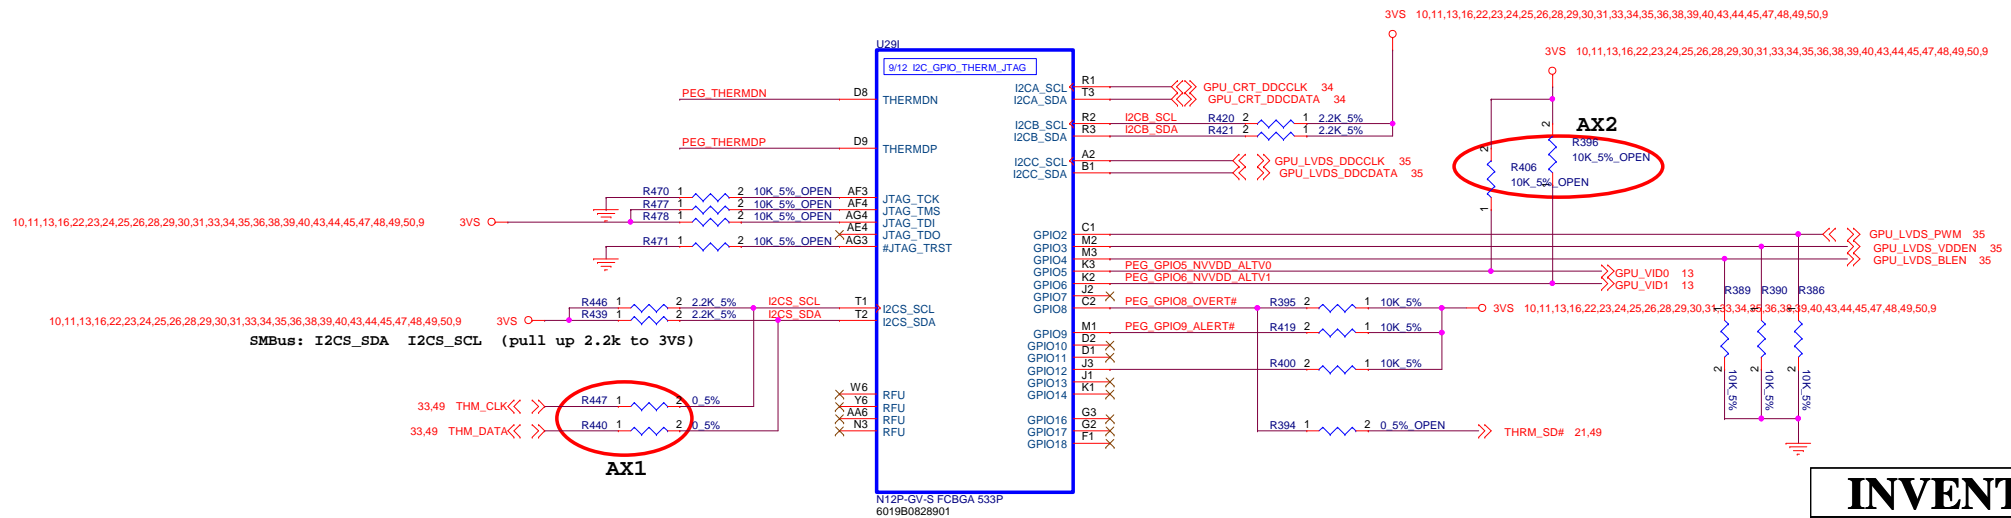 3VS 10,11,13,16,22,23,24,25,26,28,29,30,31,33,34,35,36,38,39,40,43,44,45,47,48,49,50,9
3VS 10,11,13,16,22,23,24,25,26,28,29,30,31,33,34,35,36,38,39,40,43,44,45,47,48,49,50,9
U29I
9/12 I2C_GPIO_THERM_JTAG
PEG_THERMDN D8 THERMDN
PEG_THERMDP D9 THERMDP
I2CA_SCL R1 GPU_CRT_DDCCLK 34
I2CA_SDA T3 GPU_CRT_DDCDATA 34
I2CB_SCL R2 I2CB_SCL R420 2 1 2.2K_5%
I2CB_SDA R3 I2CB_SDA R421 2 1 2.2K_5%
I2CC_SCL A2 GPU_LVDS_DDCCLK 35
I2CC_SDA B1 GPU_LVDS_DDCDATA 35
AX2
2 R396 10K_5%_OPEN 1
2 R406 10K_5%_OPEN 1
R470 1 2 10K_5%_OPEN AF3 JTAG_TCK
R477 1 2 10K_5%_OPEN AF4 JTAG_TMS
10,11,13,16,22,23,24,25,26,28,29,30,31,33,34,35,36,38,39,40,43,44,45,47,48,49,50,9 3VS R478 1 2 10K_5%_OPEN AG4 JTAG_TDI
AE4 JTAG_TDO
R471 1 2 10K_5%_OPEN AG3 #JTAG_TRST
GPIO2 C1 GPU_LVDS_PWM 35
GPIO3 M2 GPU_LVDS_VDDEN 35
GPIO4 M3 GPU_LVDS_BLEN 35
GPIO5 K3 PEG_GPIO5_NVVDD_ALTV0 GPU_VID0 13
GPIO6 K2 PEG_GPIO6_NVVDD_ALTV1 GPU_VID1 13
GPIO7 J2
GPIO8 C2 PEG_GPIO8_OVERT# R395 2 1 10K_5% 3VS 10,11,13,16,22,23,24,25,26,28,29,30,31,33,34,35,36,38,39,40,43,44,45,47,48,49,50,9
GPIO9 M1 PEG_GPIO9_ALERT# R419 2 1 10K_5%
GPIO10 D2
GPIO11 D1
GPIO12 J3 R400 2 1 10K_5%
GPIO13 J1
GPIO14 K1
GPIO16 G3
GPIO17 G2
GPIO18 F1
R394 1 2 0_5%_OPEN THRM_SD# 21,49
R389 R390 R386
1 1 1
2 2 2
10K_5% 10K_5% 10K_5%
R446 1 2 2.2K_5% I2CS_SCL T1 I2CS_SCL
10,11,13,16,22,23,24,25,26,28,29,30,31,33,34,35,36,38,39,40,43,44,45,47,48,49,50,9 3VS R439 1 2 2.2K_5% I2CS_SDA T2 I2CS_SDA
SMBus: I2CS_SDA I2CS_SCL (pull up 2.2k to 3VS)
W6 RFU
Y6 RFU
AA6 RFU
N3 RFU
33,49 THM_CLK R447 1 2 0_5%
33,49 THM_DATA R440 1 2 0_5%
AX1
N12P-GV-S FCBGA 533P
6019B0828901
INVENT